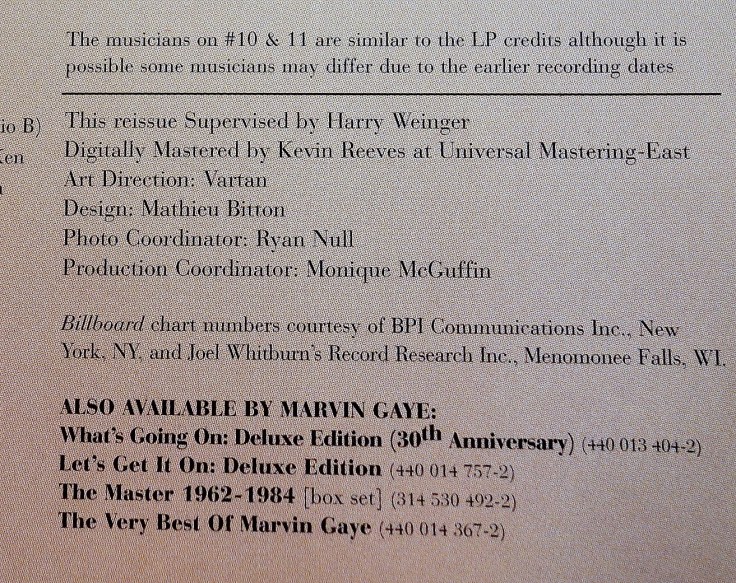 The musicians on #10 & 11 are similar to the LP credits although it is
possible some musicians may differ due to the earlier recording dates
io B)
This reissue Supervised by Harry Weinger
Digitally Mastered by Kevin Reeves at Universal Mastering-East
Art Direction: Vartan
Design: Mathieu Bitton
Photo Coordinator: Ryan Null
Production Coordinator: Monique McGuffin
Billboard chart numbers courtesy of BPI Communications Inc., New
York, NY, and Joel Whitburn's Record Research Inc., Menomonee Falls, WI.
ALSO AVAILABLE BY MARVIN GAYE:
What's Going On: Deluxe Edition (30th Anniversary) (440 013 404-2)
Let's Get It On: Deluxe Edition (440 014 757-2)
The Master 1962-1984 [box set] (314 530 492-2)
The Very Best Of Marvin Gaye (440 014 367-2)